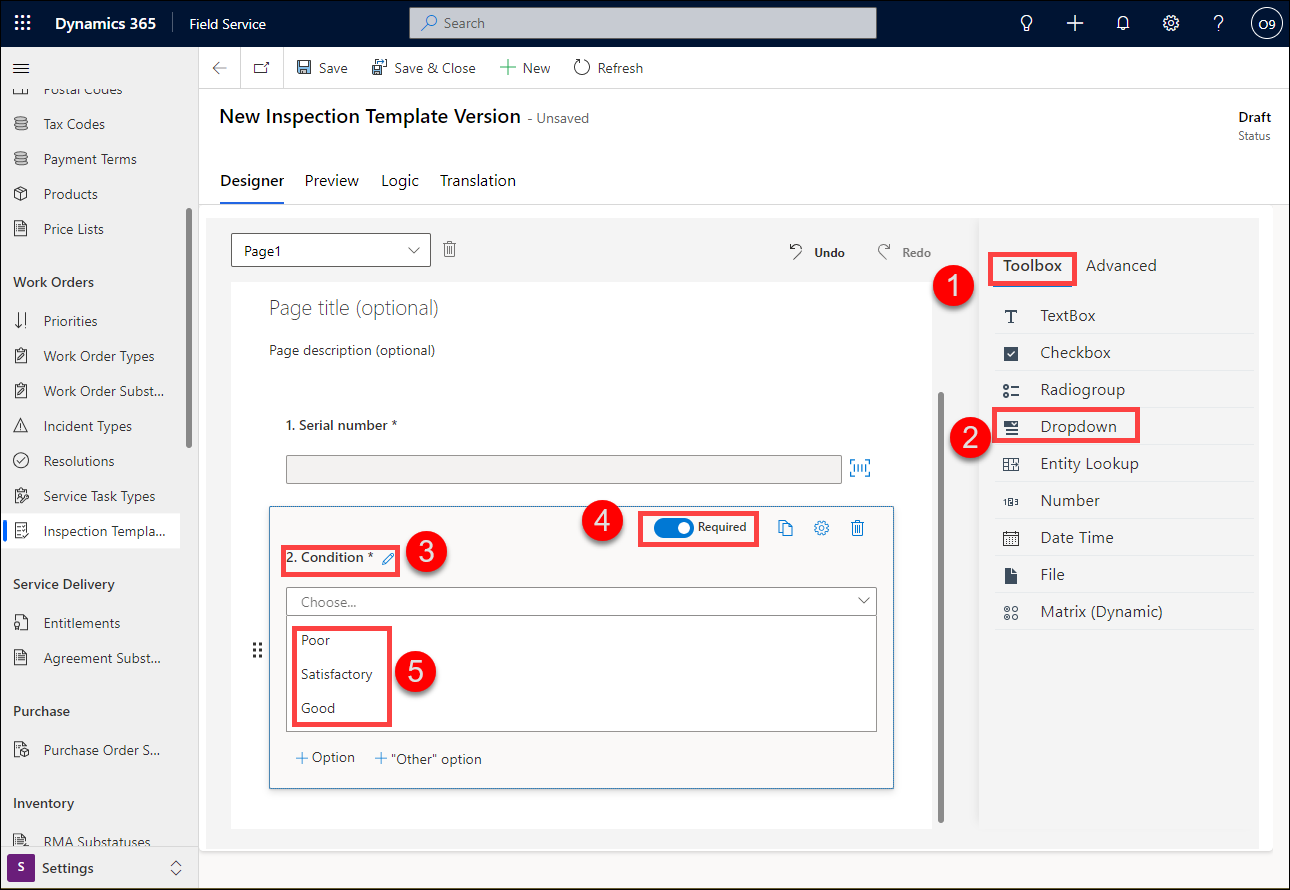 Dynamics 365
Field Service
Search
O9
Save
Save & Close
New
Refresh
Postal Codes
Tax Codes
Payment Terms
Products
Price Lists
Work Orders
Priorities
Work Order Types
Work Order Subst...
Incident Types
Resolutions
Service Task Types
Inspection Templa...
Service Delivery
Entitlements
Agreement Subst...
Purchase
Purchase Order S...
Inventory
RMA Substatuses
S
Settings
New Inspection Template Version - Unsaved
Draft
Status
Designer
Preview
Logic
Translation
Page1
Undo
Redo
Page title (optional)
Page description (optional)
1. Serial number *
4
Required
2. Condition *
3
Choose...
Poor
Satisfactory
Good
5
+ Option
+ "Other" option
1
Toolbox
Advanced
TextBox
Checkbox
Radiogroup
2
Dropdown
Entity Lookup
Number
Date Time
File
Matrix (Dynamic)